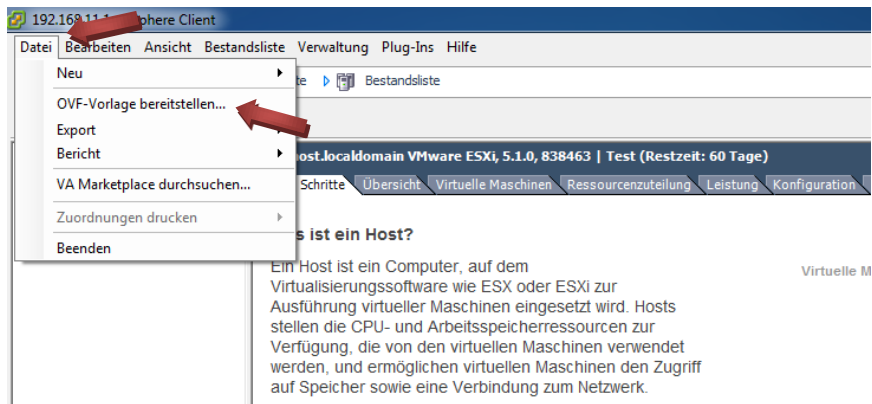 192.168.11.1 sphere Client
Datei Bearbeiten Ansicht Bestandsliste Verwaltung Plug-Ins Hilfe
Neu
te Bestandsliste
OVF-Vorlage bereitstellen...
Export
Bericht
ost.localdomain VMware ESXi, 5.1.0, 838463 | Test (Restzeit: 60 Tage)
VA Marketplace durchsuchen...
Schritte Übersicht Virtuelle Maschinen Ressourcenzuteilung Leistung Konfiguration
Zuordnungen drucken
Beenden
s ist ein Host?
Ein Host ist ein Computer, auf dem
Virtuelle M
Virtualisierungssoftware wie ESX oder ESXi zur
Ausführung virtueller Maschinen eingesetzt wird. Hosts
stellen die CPU- und Arbeitsspeicherressourcen zur
Verfügung, die von den virtuellen Maschinen verwendet
werden, und ermöglichen virtuellen Maschinen den Zugriff
auf Speicher sowie eine Verbindung zum Netzwerk.